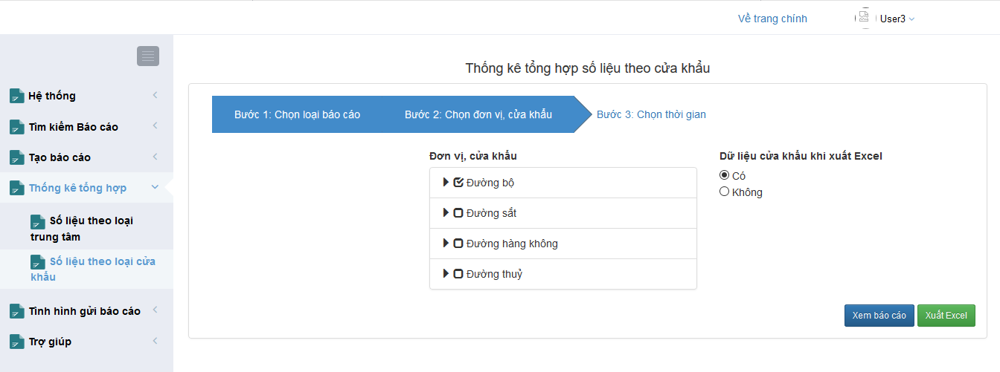 Về trang chính
User3
Hệ thống
Tìm kiếm Báo cáo
Tạo báo cáo
Thống kê tổng hợp
Số liệu theo loại
trung tâm
Số liệu theo loại cửa
khẩu
Tình hình gửi báo cáo
Trợ giúp
Thống kê tổng hợp số liệu theo cửa khẩu
Bước 1: Chọn loại báo cáo
Bước 2: Chọn đơn vị, cửa khẩu
Bước 3: Chọn thời gian
Đơn vị, cửa khẩu
Đường bộ
Đường sắt
Đường hàng không
Đường thuỷ
Dữ liệu cửa khẩu khi xuất Excel
Có
Không
Xem báo cáo
Xuất Excel